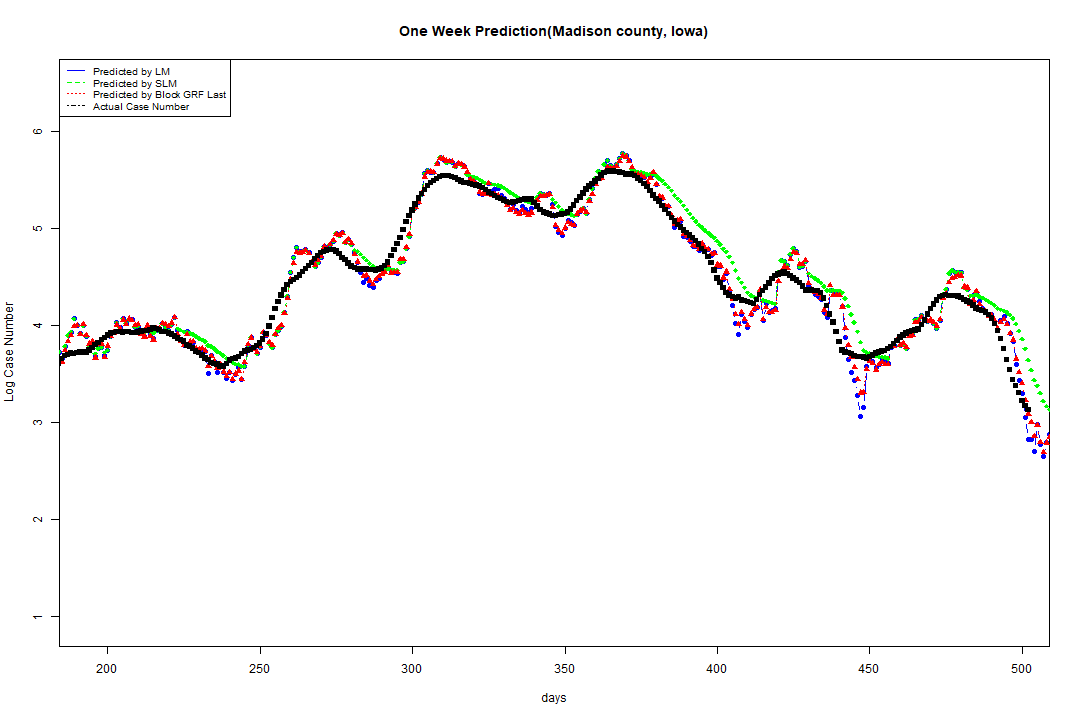 One Week Prediction(Madison county, Iowa)
Predicted by LM
Predicted by SLM
Predicted by Block GRF Last
Actual Case Number
6
5
4
3
2
1
Log Case Number
200 250 300 350 400 450 500
days